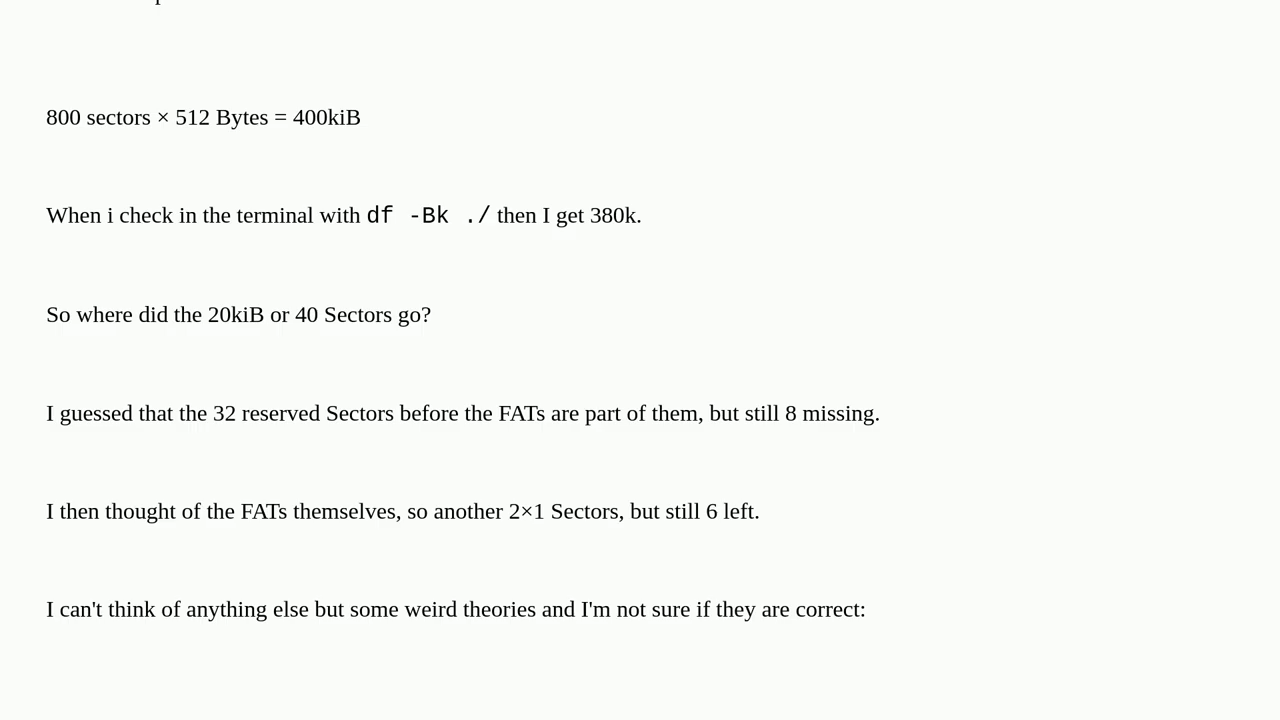 800 sectors × 512 Bytes = 400kiB
When i check in the terminal with df -Bk ./ then I get 380k.
So where did the 20kiB or 40 Sectors go?
I guessed that the 32 reserved Sectors before the FATs are part of them, but still 8 missing.
I then thought of the FATs themselves, so another 2×1 Sectors, but still 6 left.
I can't think of anything else but some weird theories and I'm not sure if they are correct: